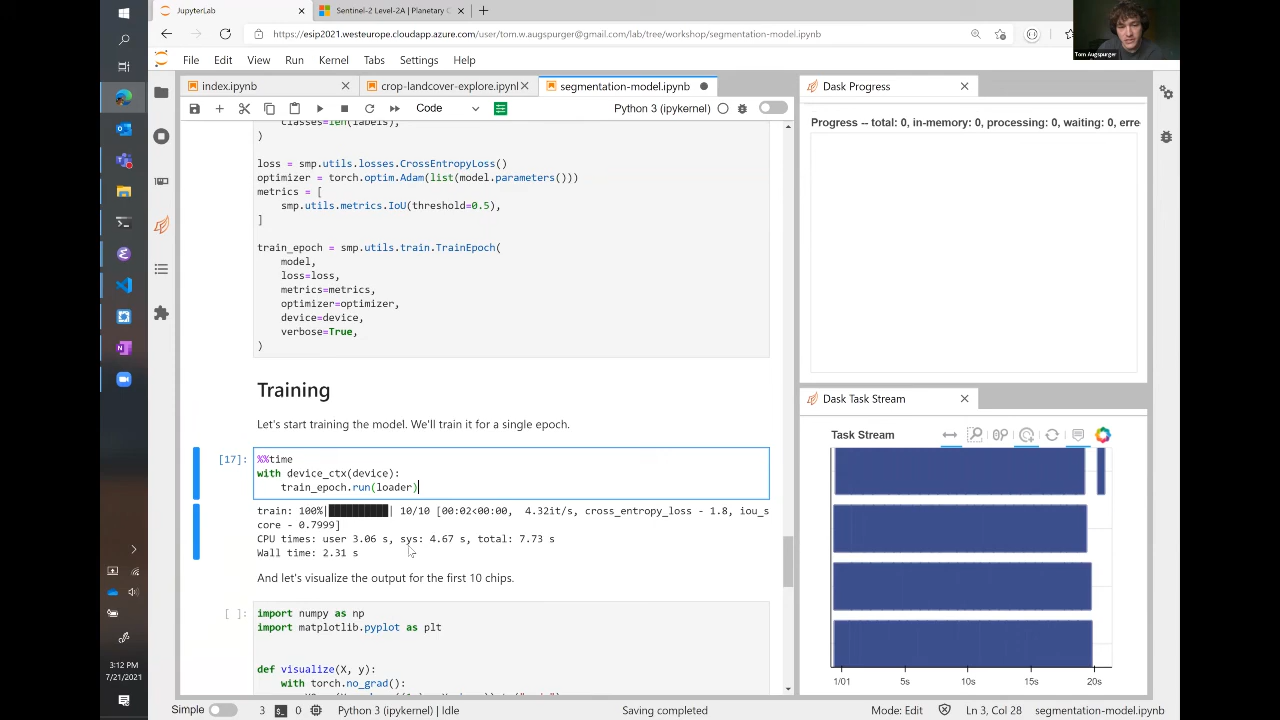 JupyterLab
Sentinel-2 Level-2A | Planetary C
https://esip2021.westeurope.cloudapp.azure.com/user/tom.w.augspurger@gmail.com/lab/tree/workshop/segmentation-model.ipynb
Tom Augspurger
File Edit View Run Kernel Settings Help
index.ipynb
crop-landcover-explore.ipynl
segmentation-model.ipynb
Dask Progress
Code
Python 3 (ipykernel)
classes=len(labels),
)
loss = smp.utils.losses.CrossEntropyLoss()
optimizer = torch.optim.Adam(list(model.parameters()))
metrics = [
smp.utils.metrics.IoU(threshold=0.5),
]
train_epoch = smp.utils.train.TrainEpoch(
model,
loss=loss,
metrics=metrics,
optimizer=optimizer,
device=device,
verbose=True,
)
Progress -- total: 0, in-memory: 0, processing: 0, waiting: 0, erre
Training
Let's start training the model. We'll train it for a single epoch.
[17]:
%%time
with device_ctx(device):
train_epoch.run(loader)
train: 100%|██████████| 10/10 [00:02<00:00, 4.32it/s, cross_entropy_loss - 1.8, iou_s
core - 0.7999]
CPU times: user 3.06 s, sys: 4.67 s, total: 7.73 s
Wall time: 2.31 s
And let's visualize the output for the first 10 chips.
[ ]:
import numpy as np
import matplotlib.pyplot as plt
def visualize(X, y):
with torch.no_grad():
Dask Task Stream
Task Stream
1/01 5s 10s 15s 20s
3:12 PM
7/21/2021
Simple
3
0
Python 3 (ipykernel) | Idle
Saving completed
Mode: Edit
Ln 3, Col 28
segmentation-model.ipynb